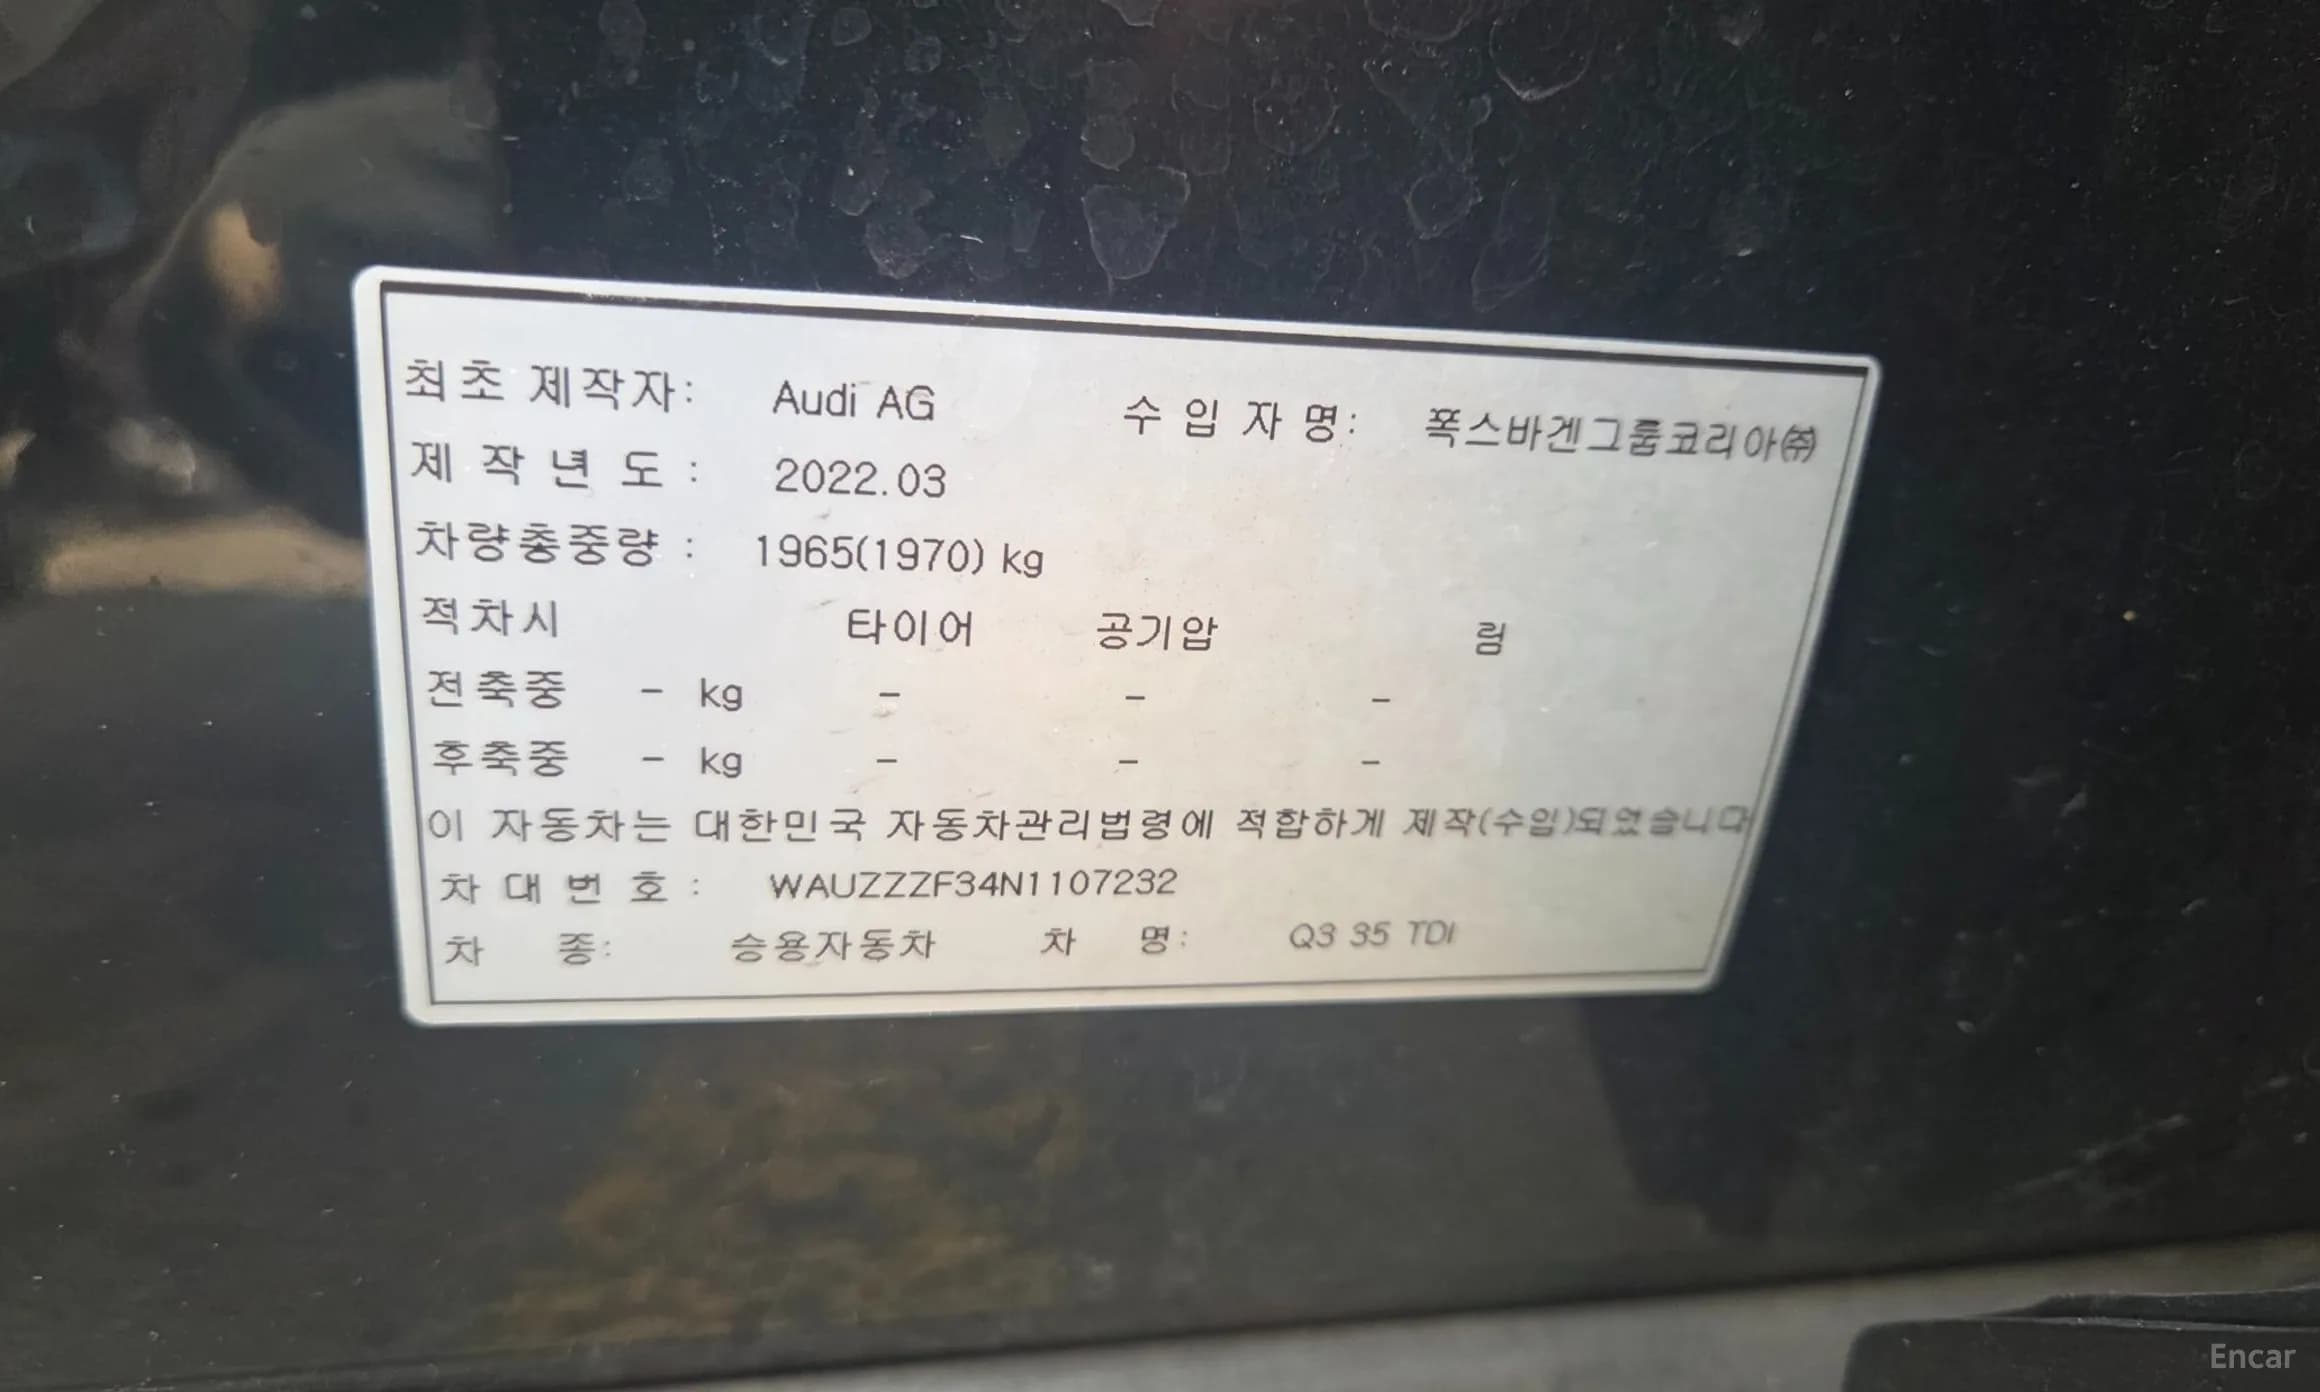 최초 제작자: Audi AG 수 입 자 명: 폭스바겐그룹코리아㈜
제 작 년 도 : 2022.03
차량총중량 : 1965(1970) kg
적차시 타이어 공기압 림
전축중 - kg - - -
후축중 - kg - - -
이 자동차는 대한민국 자동차관리법령에 적합하게 제작(수입)되었습니다
차 대 번 호 : WAUZZZF34N1107232
차 종: 승용자동차 차 명: Q3 35 TDI
Encar